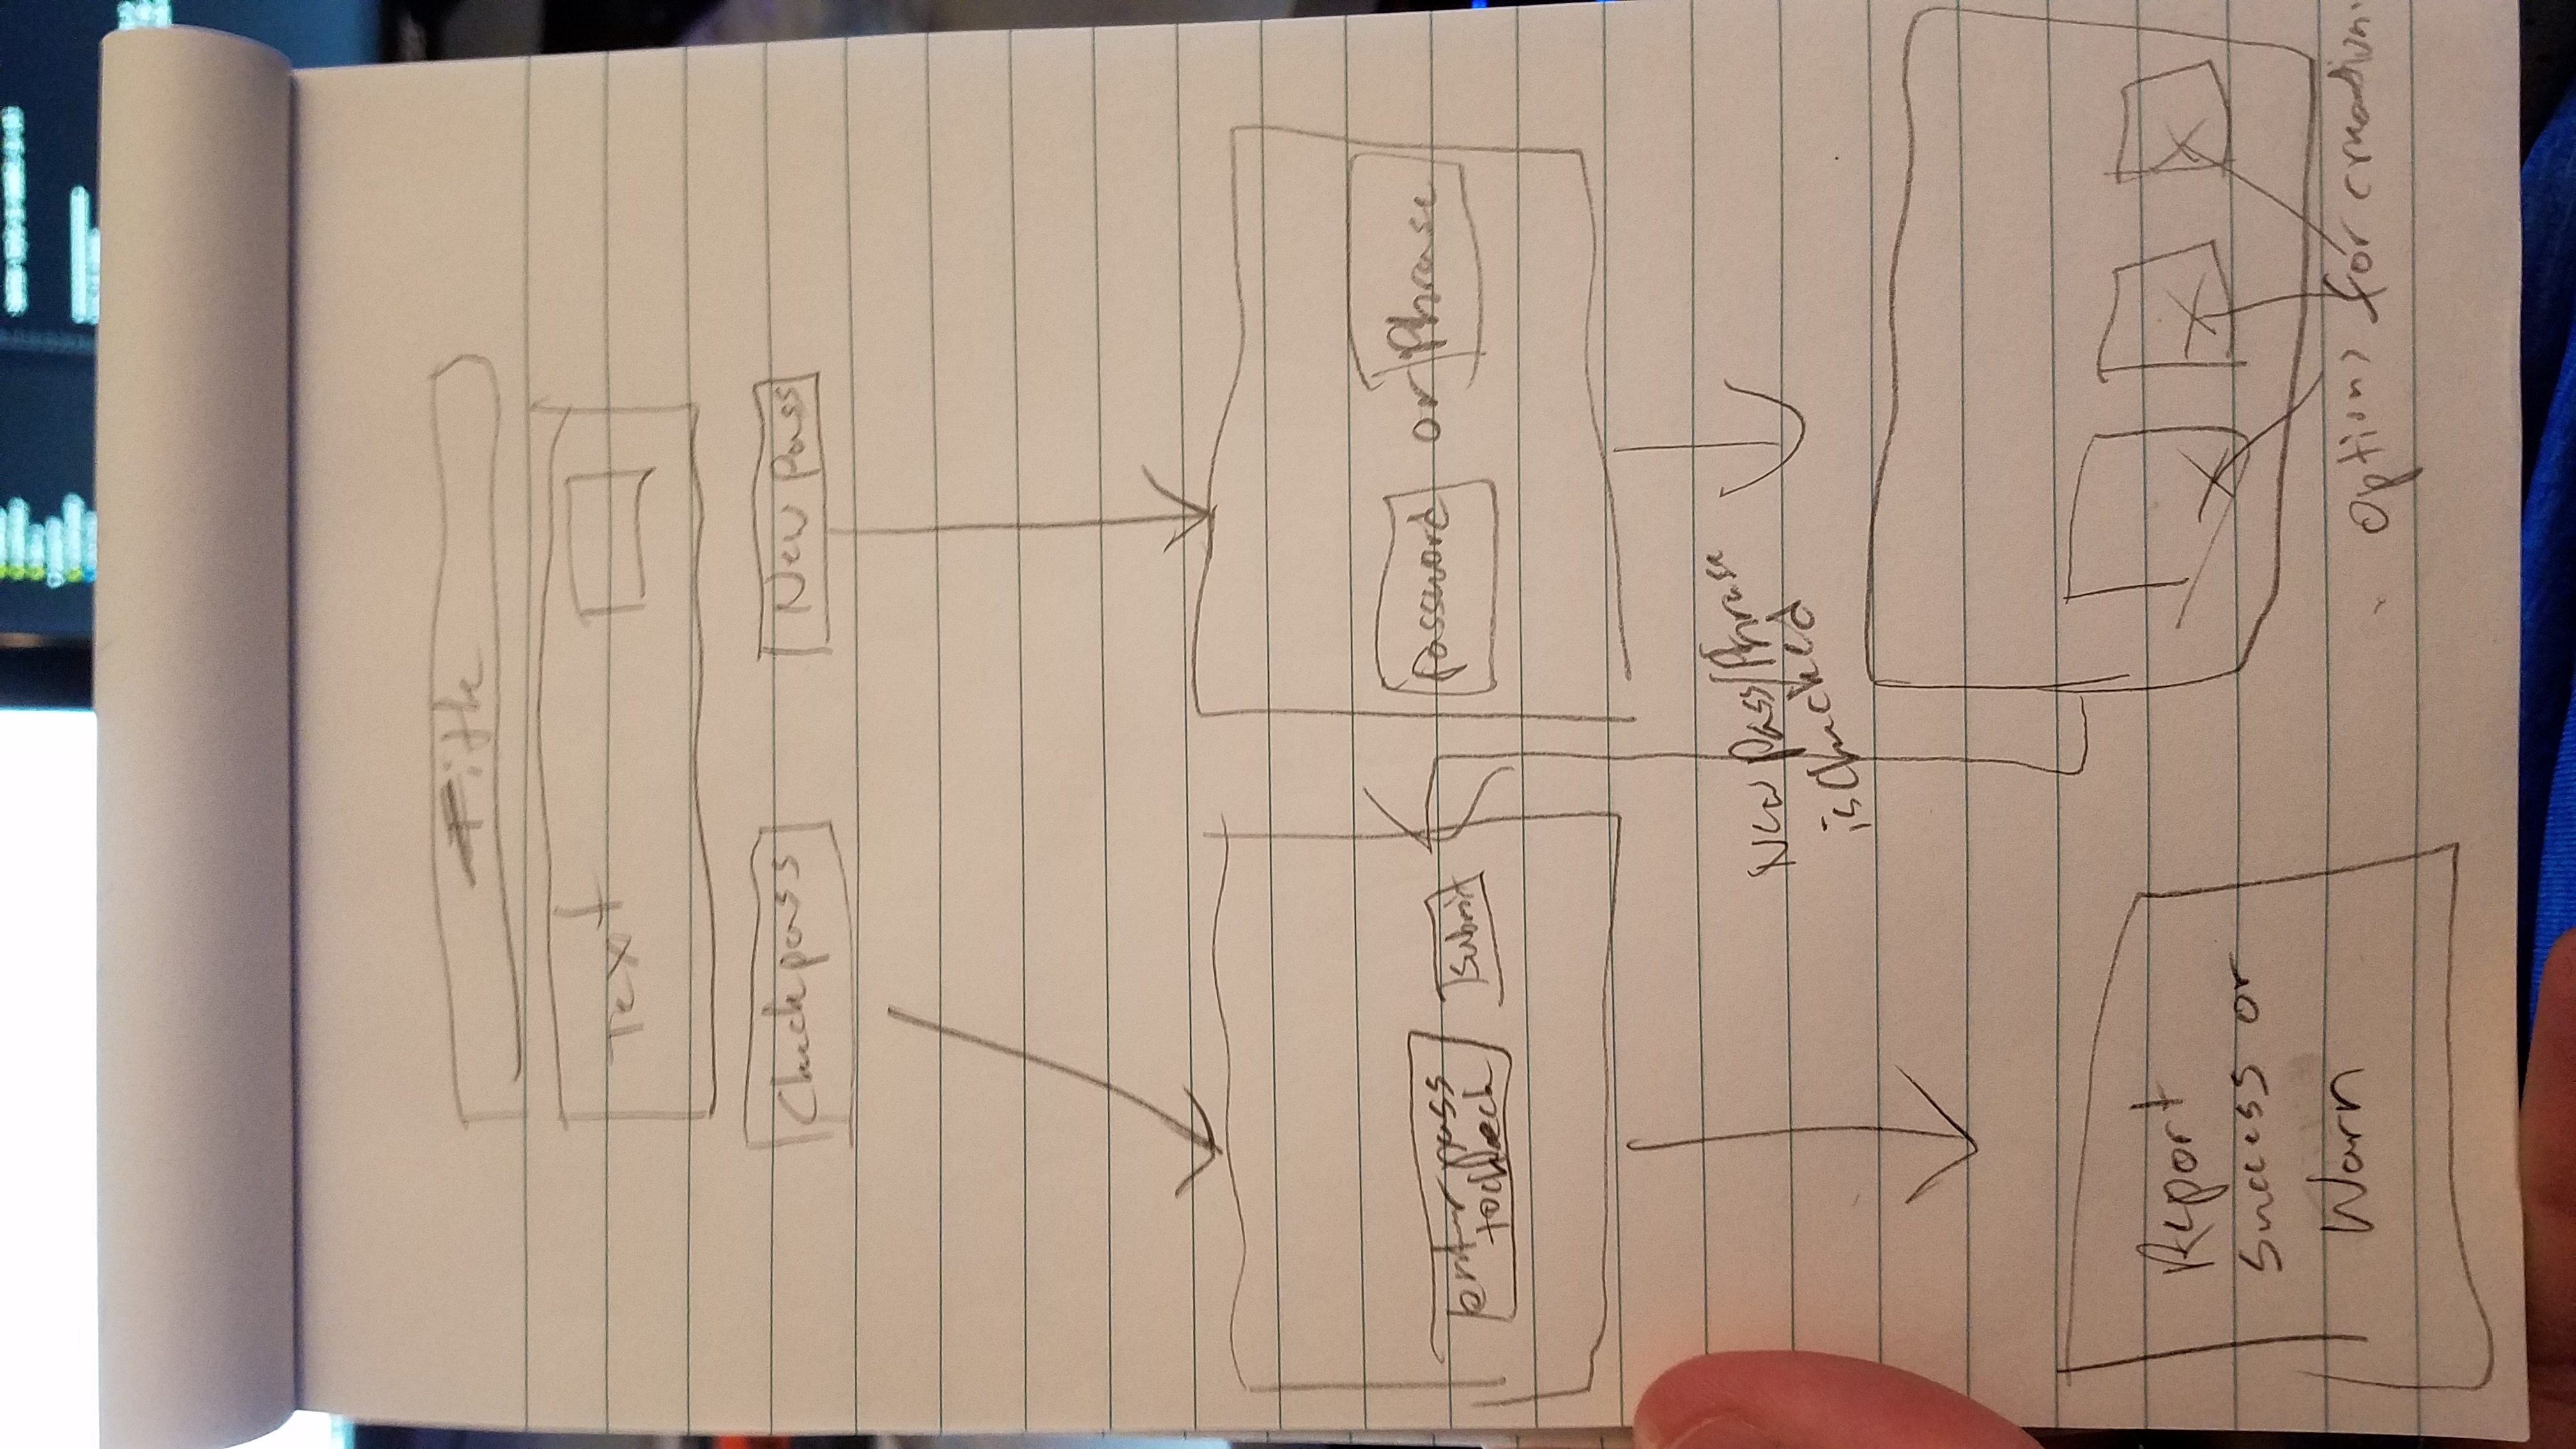 Title
Text
Check pass
New Pass
enter pass
to check
submit
password
or
Phrase
New Pass/Phrase
is Checked
Report
Success or
Warn
options for creation